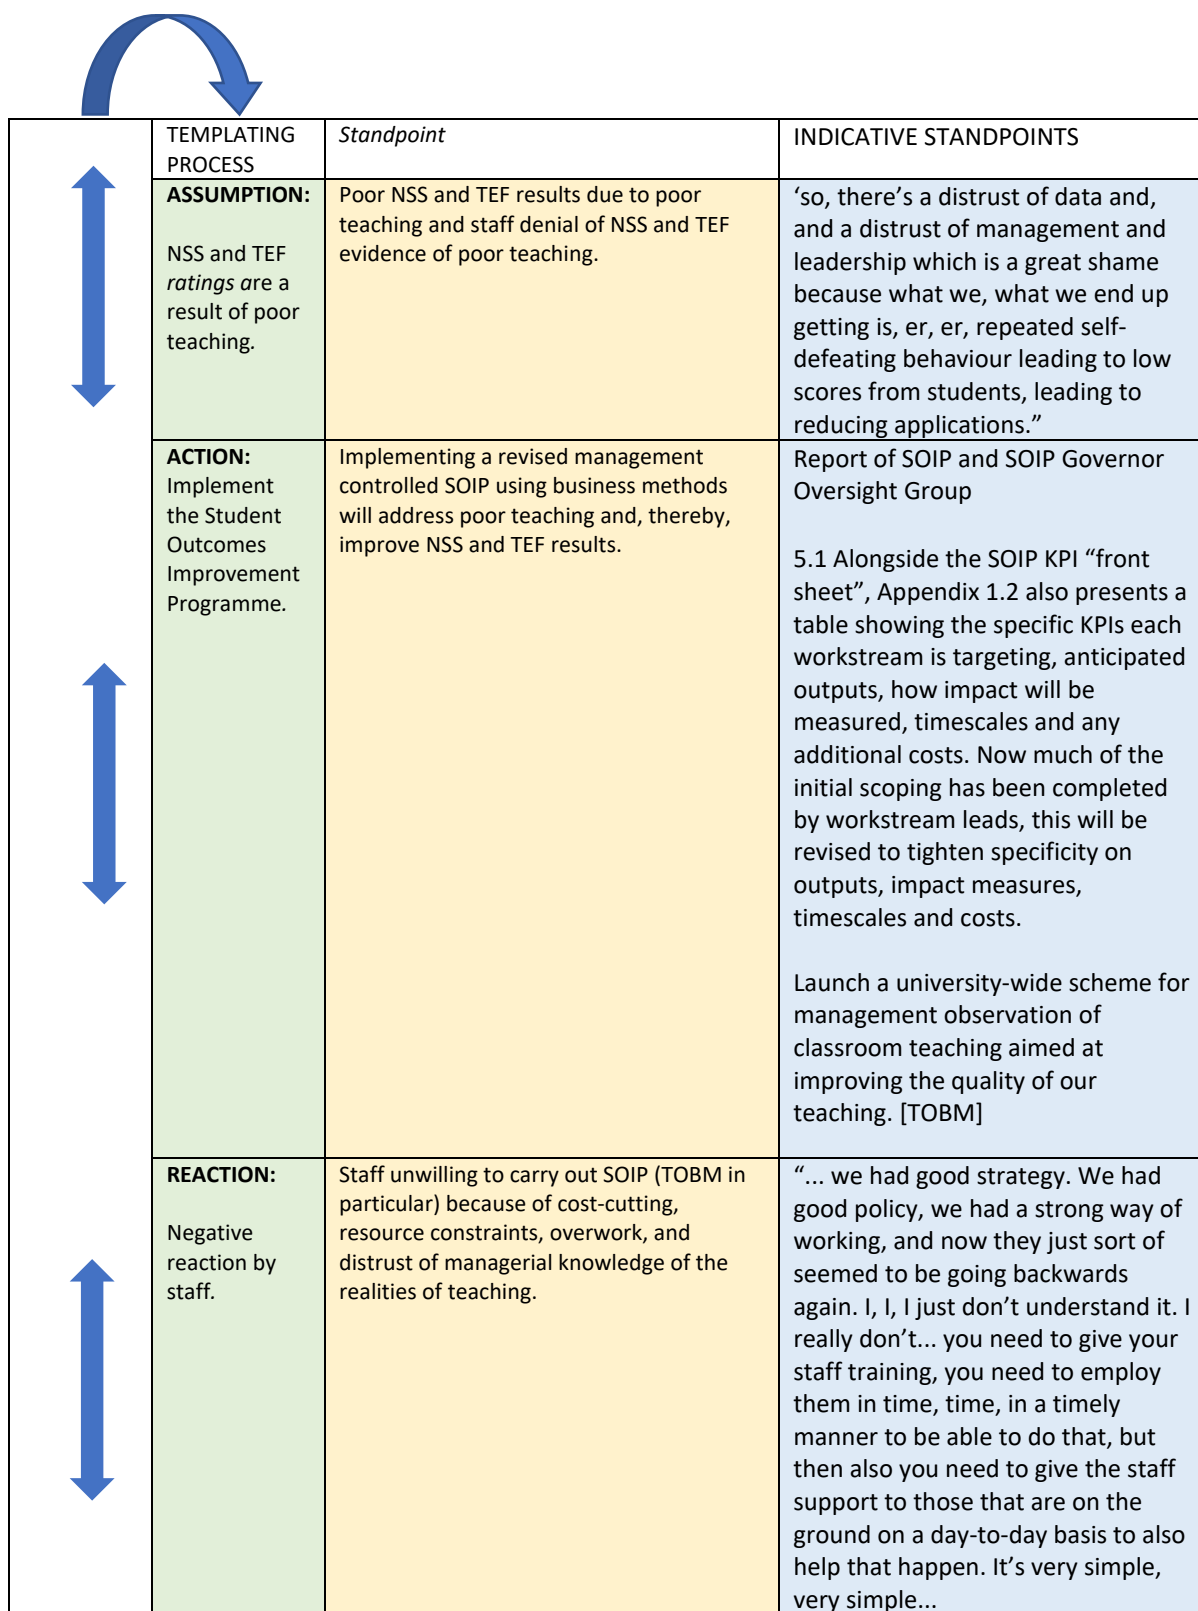 TEMPLATING
PROCESS
Standpoint
INDICATIVE STANDPOINTS
ASSUMPTION:
NSS and TEF
ratings are a
result of poor
teaching.
Poor NSS and TEF results due to poor
teaching and staff denial of NSS and TEF
evidence of poor teaching.
‘so, there’s a distrust of data and,
and a distrust of management and
leadership which is a great shame
because what we, what we end up
getting is, er, er, repeated self-
defeating behaviour leading to low
scores from students, leading to
reducing applications.”
ACTION:
Implement
the Student
Outcomes
Improvement
Programme.
Implementing a revised management
controlled SOIP using business methods
will address poor teaching and, thereby,
improve NSS and TEF results.
Report of SOIP and SOIP Governor
Oversight Group
5.1 Alongside the SOIP KPI “front
sheet”, Appendix 1.2 also presents a
table showing the specific KPIs each
workstream is targeting, anticipated
outputs, how impact will be
measured, timescales and any
additional costs. Now much of the
initial scoping has been completed
by workstream leads, this will be
revised to tighten specificity on
outputs, impact measures,
timescales and costs.
Launch a university-wide scheme for
management observation of
classroom teaching aimed at
improving the quality of our
teaching. [TOBM]
REACTION:
Negative
reaction by
staff.
Staff unwilling to carry out SOIP (TOBM in
particular) because of cost-cutting,
resource constraints, overwork, and
distrust of managerial knowledge of the
realities of teaching.
“... we had good strategy. We had
good policy, we had a strong way of
working, and now they just sort of
seemed to be going backwards
again. I, I, I just don’t understand it. I
really don’t... you need to give your
staff training, you need to employ
them in time, time, in a timely
manner to be able to do that, but
then also you need to give the staff
support to those that are on the
ground on a day-to-day basis to also
help that happen. It’s very simple,
very simple...